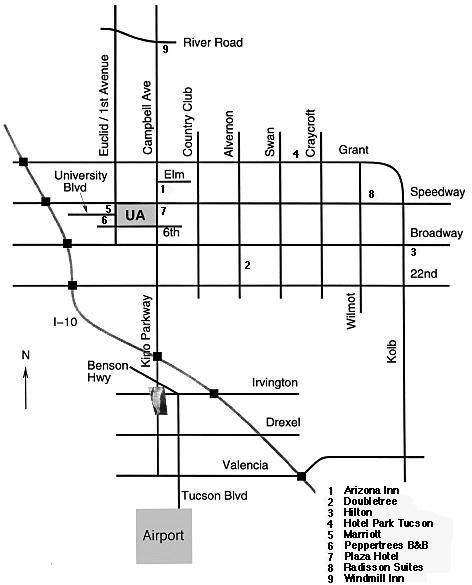 River Road
9
Euclid / 1st Avenue
Campbell Ave
Country Club
Alvernon
Swan
Craycroft
4
Grant
University
Blvd
Elm
1
8
Speedway
5
UA
7
6
6th
Broadway
3
2
22nd
I-10
Kino Parkway
Wilmot
Kolb
N
Benson
Hwy
Irvington
Drexel
Valencia
Tucson Blvd
Airport
1 Arizona Inn
2 Doubletree
3 Hilton
4 Hotel Park Tucson
5 Marriott
6 Peppertrees B&B
7 Plaza Hotel
8 Radisson Suites
9 Windmill Inn